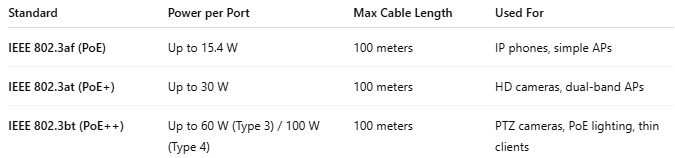 Standard Power per Port Max Cable Length Used For
IEEE 802.3af (PoE) Up to 15.4 W 100 meters IP phones, simple APs
IEEE 802.3at (PoE+) Up to 30 W 100 meters HD cameras, dual-band APs
IEEE 802.3bt (PoE++) Up to 60 W (Type 3) / 100 W 100 meters PTZ cameras, PoE lighting, thin
(Type 4) clients